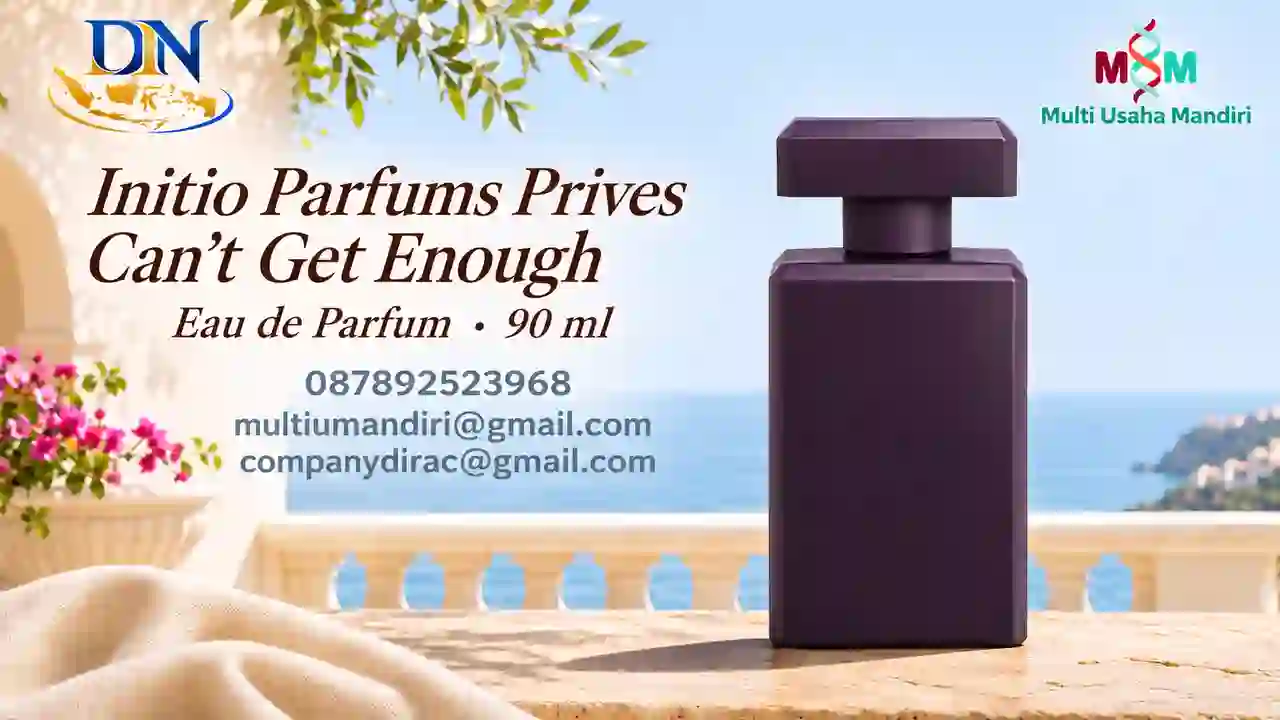 DN
M M
Multi Usaha Mandiri
Initio Parfums Prives
Can't Get Enough
Eau de Parfum • 90 ml
087892523968
multiumandiri@gmail.com
companydirac@gmail.com